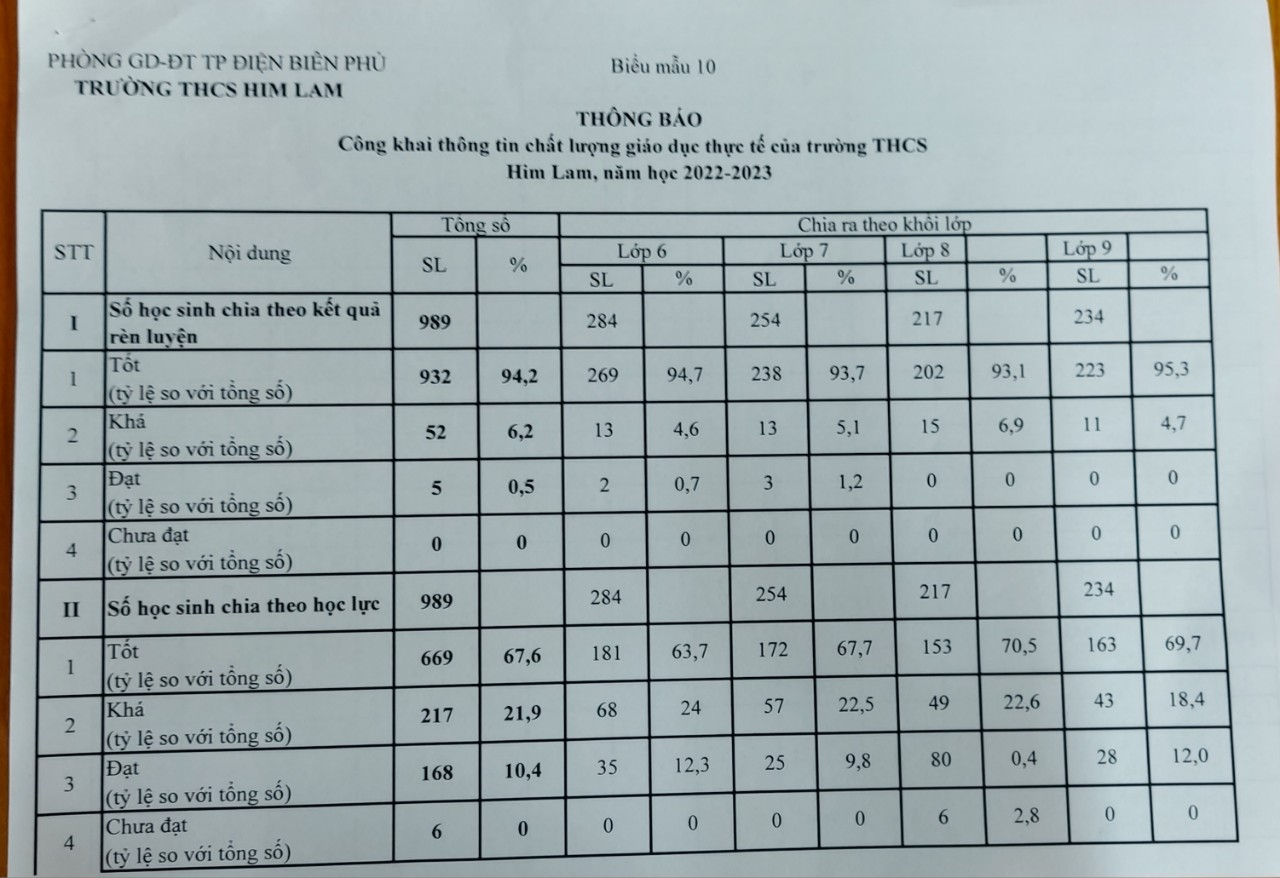 PHÒNG GD-ĐT TP ĐIỆN BIÊN PHỦ
Biểu mẫu 10
TRƯỜNG THCS HIM LAM
THÔNG BÁO
Công khai thông tin chất lượng giáo dục thực tế của trường THCS
Him Lam, năm học 2022-2023
STT Nội dung Tổng số Chia ra theo khối lớp
Lớp 6 Lớp 7 Lớp 8 Lớp 9
SL % SL % SL % SL % SL %
I Số học sinh chia theo kết quả 989 284 254 217 234
rèn luyện
1 Tốt 932 94,2 269 94,7 238 93,7 202 93,1 223 95,3
(tỷ lệ so với tổng số)
2 Khá 52 6,2 13 4,6 13 5,1 15 6,9 11 4,7
(tỷ lệ so với tổng số)
3 Đạt 5 0,5 2 0,7 3 1,2 0 0 0 0
(tỷ lệ so với tổng số)
4 Chưa đạt 0 0 0 0 0 0 0 0 0 0
(tỷ lệ so với tổng số)
II Số học sinh chia theo học lực 989 284 254 217 234
1 Tốt 669 67,6 181 63,7 172 67,7 153 70,5 163 69,7
(tỷ lệ so với tổng số)
2 Khá 217 21,9 68 24 57 22,5 49 22,6 43 18,4
(tỷ lệ so với tổng số)
3 Đạt 168 10,4 35 12,3 25 9,8 80 0,4 28 12,0
(tỷ lệ so với tổng số)
4 Chưa đạt 6 0 0 0 0 0 6 2,8 0 0
(tỷ lệ so với tổng số)